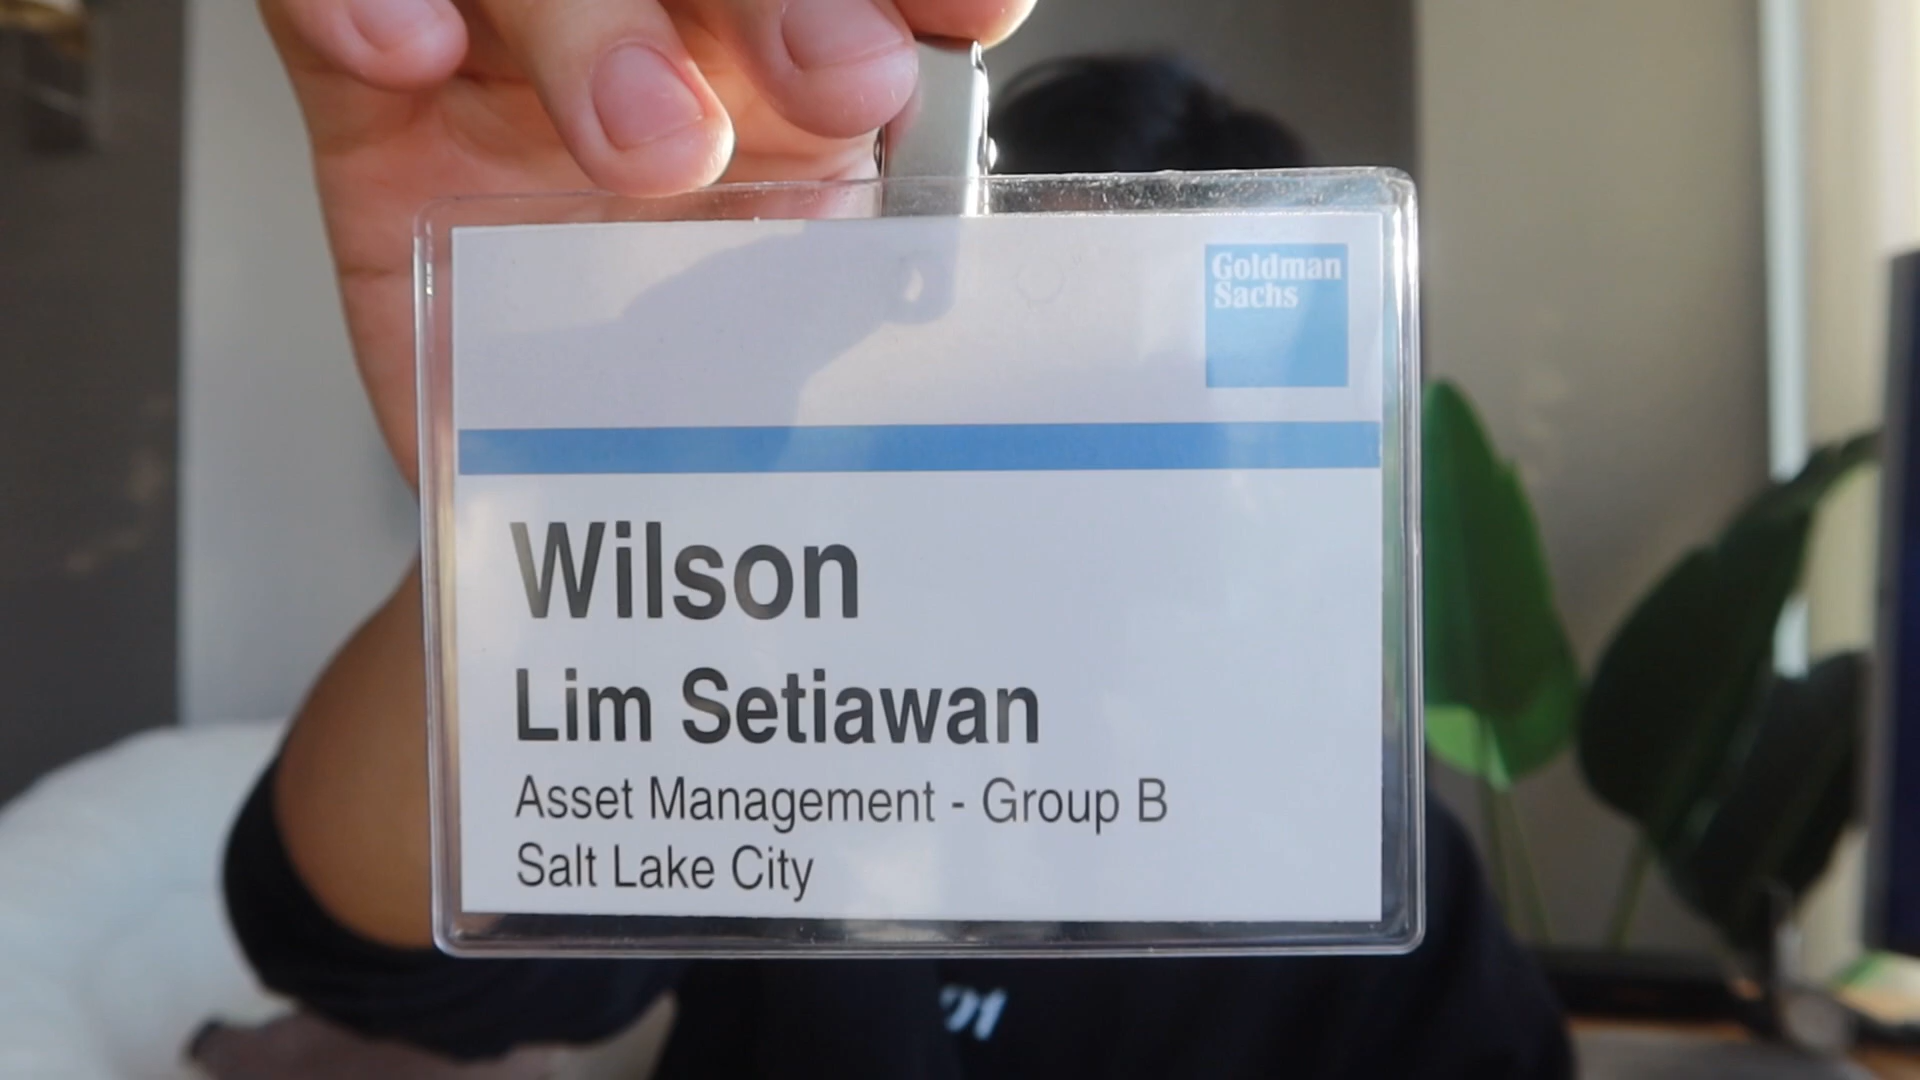 Goldman
Sachs
Wilson
Lim Setiawan
Asset Management - Group B
Salt Lake City